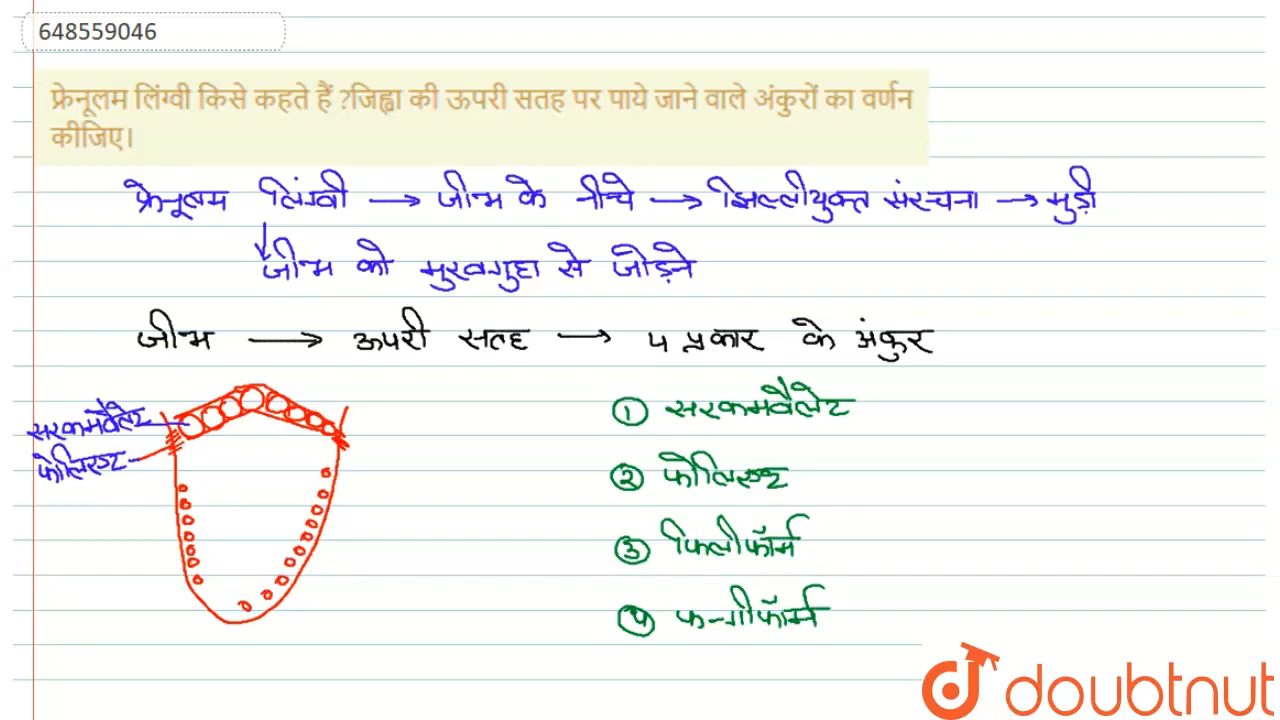 648559046
फ्रेनूलम लिंग्वी किसे कहते हैं ?जिह्वा की ऊपरी सतह पर पाये जाने वाले अंकुरों का वर्णन
कीजिए।
फ्रेनूलम लिंग्वी → जीभ के नीचे → झिल्लीयुक्त संरचना → मुड़ी
↓ जीभ को मुखगुहा से जोड़ने
जीभ → ऊपरी सतह → 4 प्रकार के अंकुर
① सरकमवैलेट
सरकमवैलेट
फोलिएट
② फोलिएट
③ फिलीफॉर्म
④ फन्गीफॉर्म
doubtnut